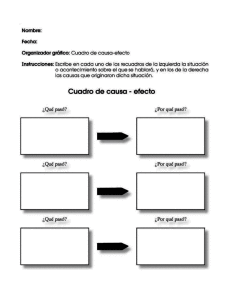 Nombre:
Fecha:
Organizador gráfico: Cuadro de causa-efecto
Instrucciones: Escribe en cada uno de los recuadros de la izquierda la situación
o acontecimiento sobre el que se hablará, y en los de la derecha
las causas que originaron dicha situación.
Cuadro de causa - efecto
¿Qué pasó? ¿Por qué pasó?
¿Qué pasó? ¿Por qué pasó?
¿Qué pasó? ¿Por qué pasó?